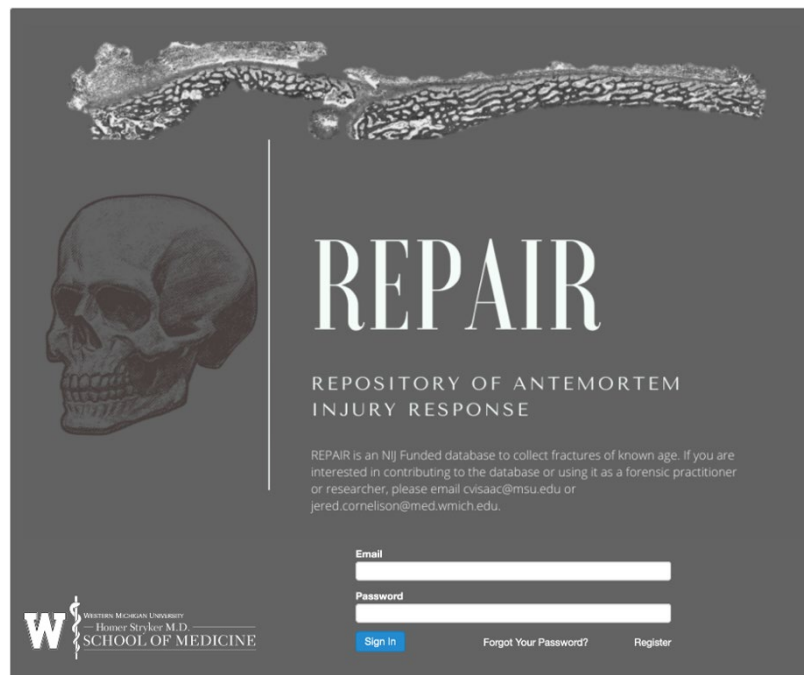 REPAIR
REPOSITORY OF ANTEMORTEM
INJURY RESPONSE
REPAIR is an NIJ Funded database to collect fractures of known age. If you are
interested in contributing to the database or using it as a forensic practitioner
or researcher, please email cvisaac@msu.edu or
jered.cornelison@med.wmich.edu.
Email
Password
Sign In Forgot Your Password? Register
W
WESTERN MICHIGAN UNIVERSITY
Homer Stryker M.D.
SCHOOL OF MEDICINE